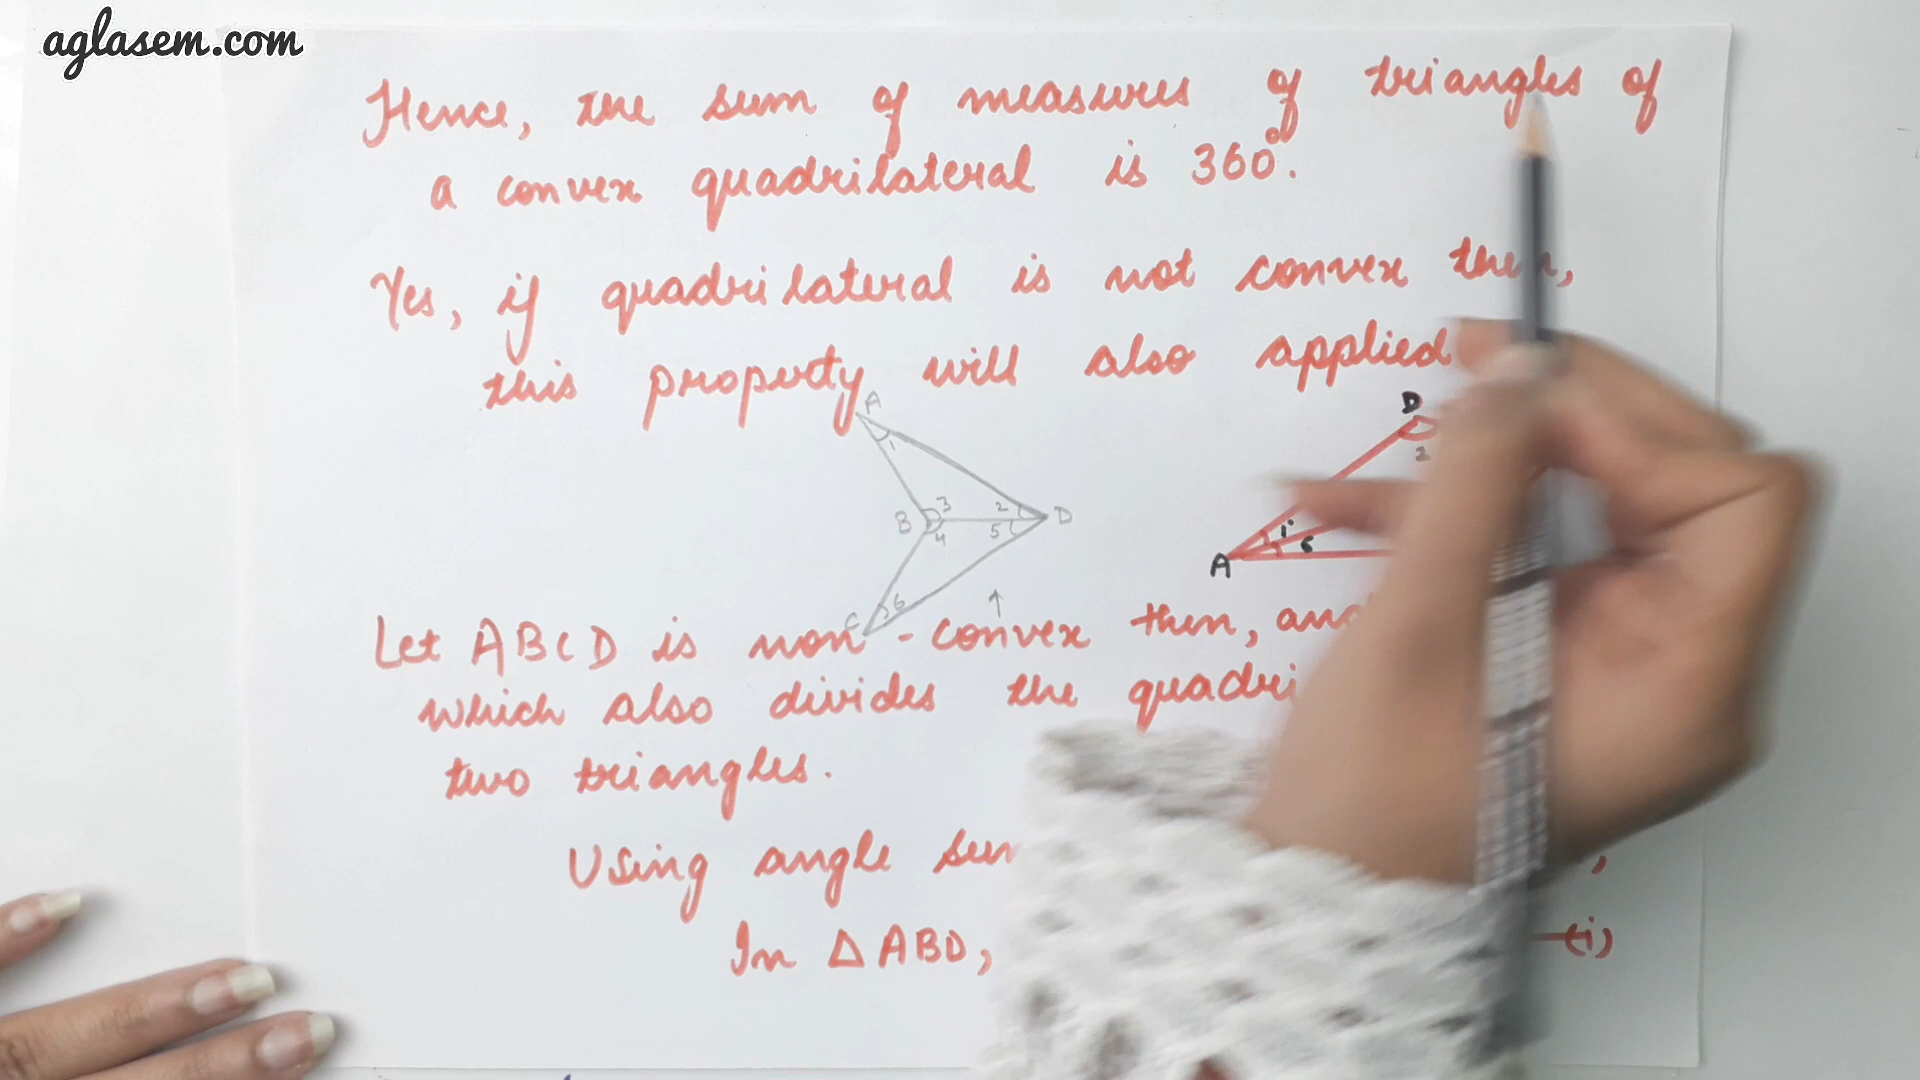 aglasem.com
Hence, the sum of measures of triangles of
a convex quadrilateral is 360°.
Yes, if quadrilateral is not convex then,
this property will also applied
A
1
B 3 2 D
4 5
C 6
↑
D
2
1
6
A
Let ABCD is non-convex then, and
which also divides the quadri
two triangles.
Using angle sum ,
In △ABD, —(i)